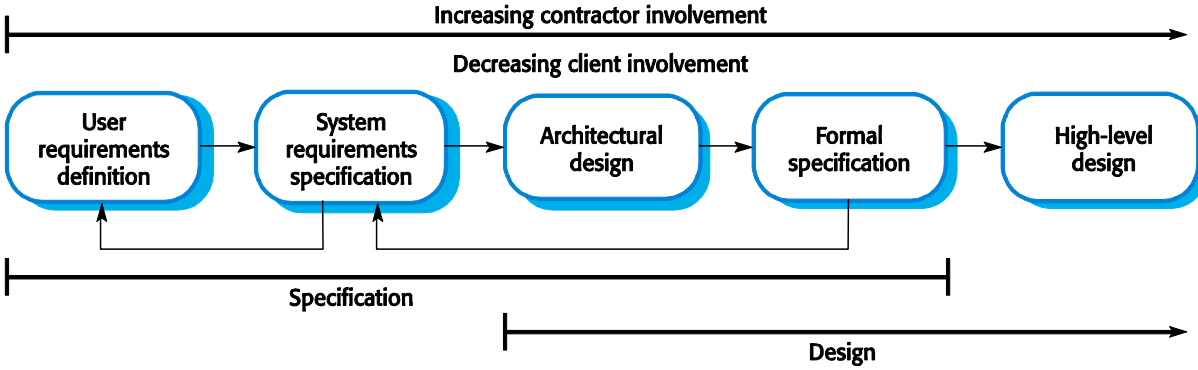 Increasing contractor involvement
Decreasing client involvement
User
requirements
definition
System
requirements
specification
Architectural
design
Formal
specification
High-level
design
Specification
Design